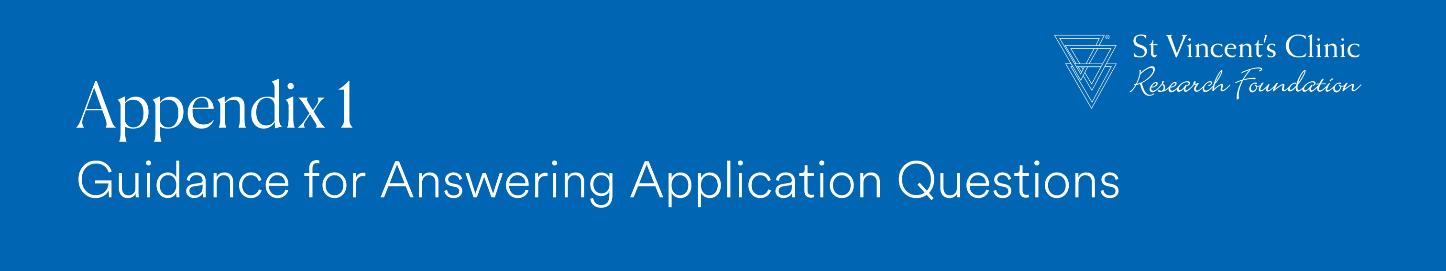 St Vincent's Clinic
Research Foundation
Appendix 1
Guidance for Answering Application Questions